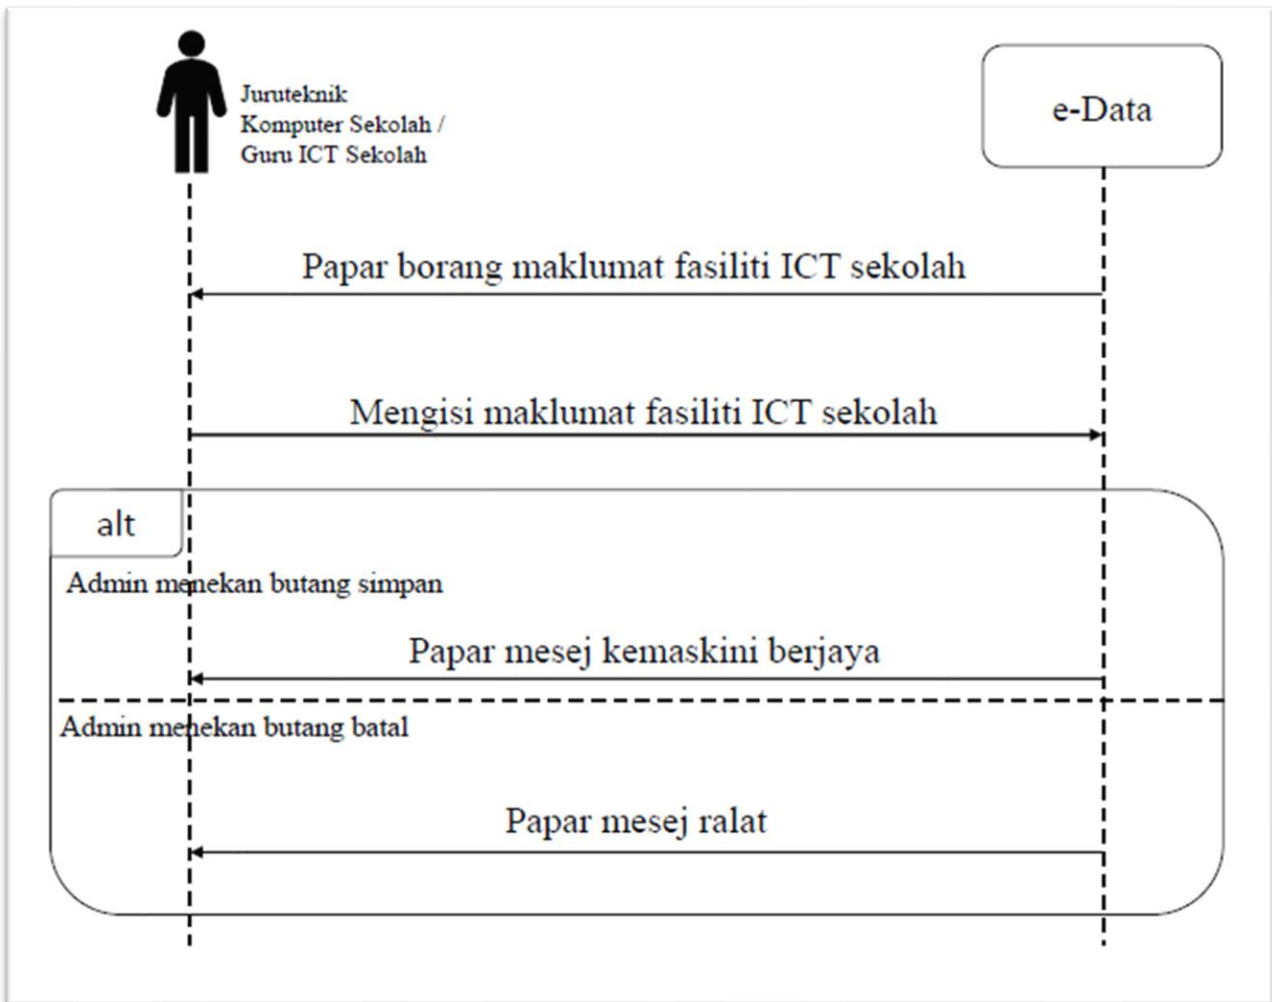 Juruteknik
Komputer Sekolah /
Guru ICT Sekolah
e-Data
Papar borang maklumat fasiliti ICT sekolah
Mengisi maklumat fasiliti ICT sekolah
alt
Admin menekan butang simpan
Papar mesej kemaskini berjaya
Admin menekan butang batal
Papar mesej ralat